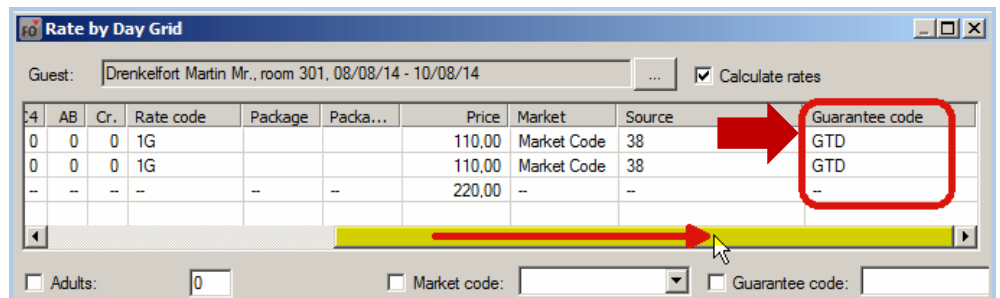 FO Rate by Day Grid
Guest: Drenkelfort Martin Mr., room 301, 08/08/14 - 10/08/14 ... Calculate rates
C4 AB Cr. Rate code Package Packa... Price Market Source Guarantee code
0 0 0 1G 110,00 Market Code 38 GTD
0 0 0 1G 110,00 Market Code 38 GTD
-- -- -- -- -- -- 220,00 -- -- --
Adults: 0 Market code: Guarantee code: